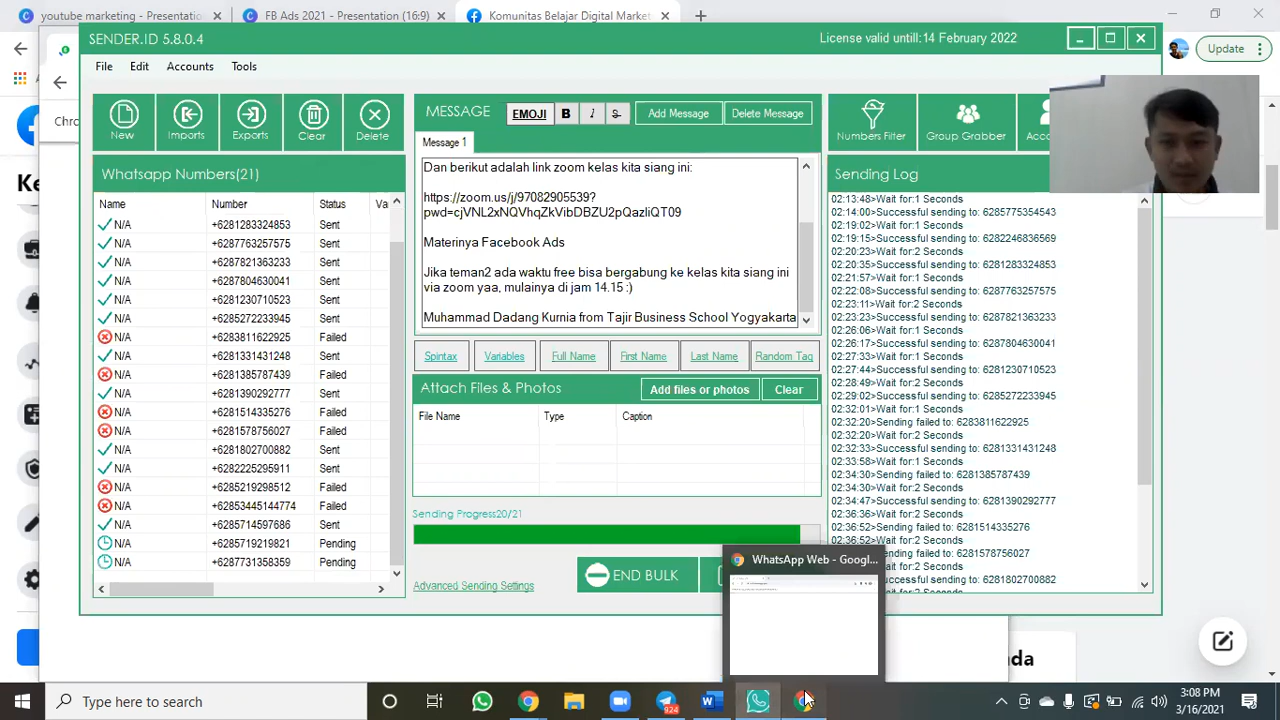 youtube marketing - Presentatio
FB Ads 2021 - Presentation (16:9)
Komunitas Belajar Digital Market
SENDER.ID 5.8.0.4
License valid untill:14 February 2022
Update
File
Edit
Accounts
Tools
Chro
New
Imports
Exports
Clear
Delete
MESSAGE
EMOJI
B
I
S
Add Message
Delete Message
Numbers Filter
Group Grabber
Message 1
Whatsapp Numbers(21)
Sending Log
Name
Number
Status
Va
N/A +6281283324853 Sent
N/A +6287763257575 Sent
N/A +6287821363233 Sent
N/A +6287804630041 Sent
N/A +6281230710523 Sent
N/A +6285272233945 Sent
N/A +6283811622925 Failed
N/A +6281331431248 Sent
N/A +6281385787439 Failed
N/A +6281390292777 Sent
N/A +6281514335276 Failed
N/A +6281578756027 Failed
N/A +6281802700882 Sent
N/A +6282225295911 Sent
N/A +6285219298512 Failed
N/A +62853445144774 Failed
N/A +6285714597686 Sent
N/A +6285719219821 Pending
N/A +6287731358359 Pending
Dan berikut adalah link zoom kelas kita siang ini:
https://zoom.us/j/97082905539?
pwd=cjVNL2xNQVhqZkVibDBZU2pQazliQT09
Materinya Facebook Ads
Jika teman2 ada waktu free bisa bergabung ke kelas kita siang ini
via zoom yaa, mulainya di jam 14.15 :)
Muhammad Dadang Kurnia from Tajir Business School Yogyakarta
Spintax
Variables
Full Name
First Name
Last Name
Random Tag
Attach Files & Photos
Add files or photos
Clear
File Name
Type
Caption
Sending Progress20/21
END BULK
Advanced Sending Settings
02:13:48>Wait for:1 Seconds
02:14:00>Successful sending to: 6285775354543
02:19:02>Wait for:1 Seconds
02:19:15>Successful sending to: 6282246836569
02:20:23>Wait for:2 Seconds
02:20:35>Successful sending to: 6281283324853
02:21:57>Wait for:1 Seconds
02:22:08>Successful sending to: 6287763257575
02:23:11>Wait for:2 Seconds
02:23:23>Successful sending to: 6287821363233
02:26:06>Wait for:1 Seconds
02:26:17>Successful sending to: 6287804630041
02:27:33>Wait for:1 Seconds
02:27:44>Successful sending to: 6281230710523
02:28:49>Wait for:2 Seconds
02:29:02>Successful sending to: 6285272233945
02:32:01>Wait for:1 Seconds
02:32:20>Sending failed to: 6283811622925
02:32:20>Wait for:2 Seconds
02:32:33>Successful sending to: 6281331431248
02:33:58>Wait for:1 Seconds
02:34:30>Sending failed to: 6281385787439
02:34:30>Wait for:2 Seconds
02:34:47>Successful sending to: 6281390292777
02:36:36>Wait for:2 Seconds
02:36:52>Sending failed to: 6281514335276
02:36:52>Wait for:2 Seconds
ending failed to: 6281578756027
Wait for:2 Seconds
uccessful sending to: 6281802700882
WhatsApp Web - Googl...
Type here to search
924
3:08 PM
3/16/2021